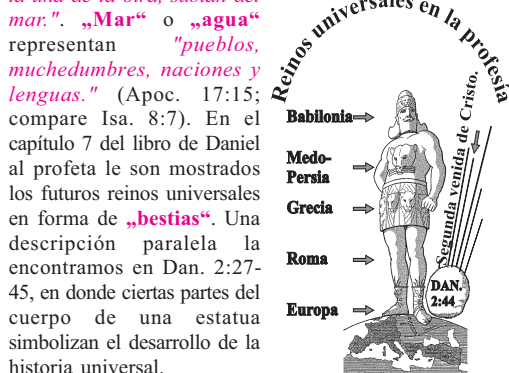 la una de la otra, subían del
mar.". „Mar“ o „agua“
representan "pueblos,
muchedumbres, naciones y
lenguas." (Apoc. 17:15;
compare Isa. 8:7). En el
capítulo 7 del libro de Daniel
al profeta le son mostrados
los futuros reinos universales
en forma de „bestias“. Una
descripción paralela la
encontramos en Dan. 2:27-
45, en donde ciertas partes del
cuerpo de una estatua
simbolizan el desarrollo de la
historia universal.
Reinos universales en la profesía
Babilonia
Medo-
Persia
Grecia
Roma
Europa
Segunda venida de Cristo.
DAN.
2:44